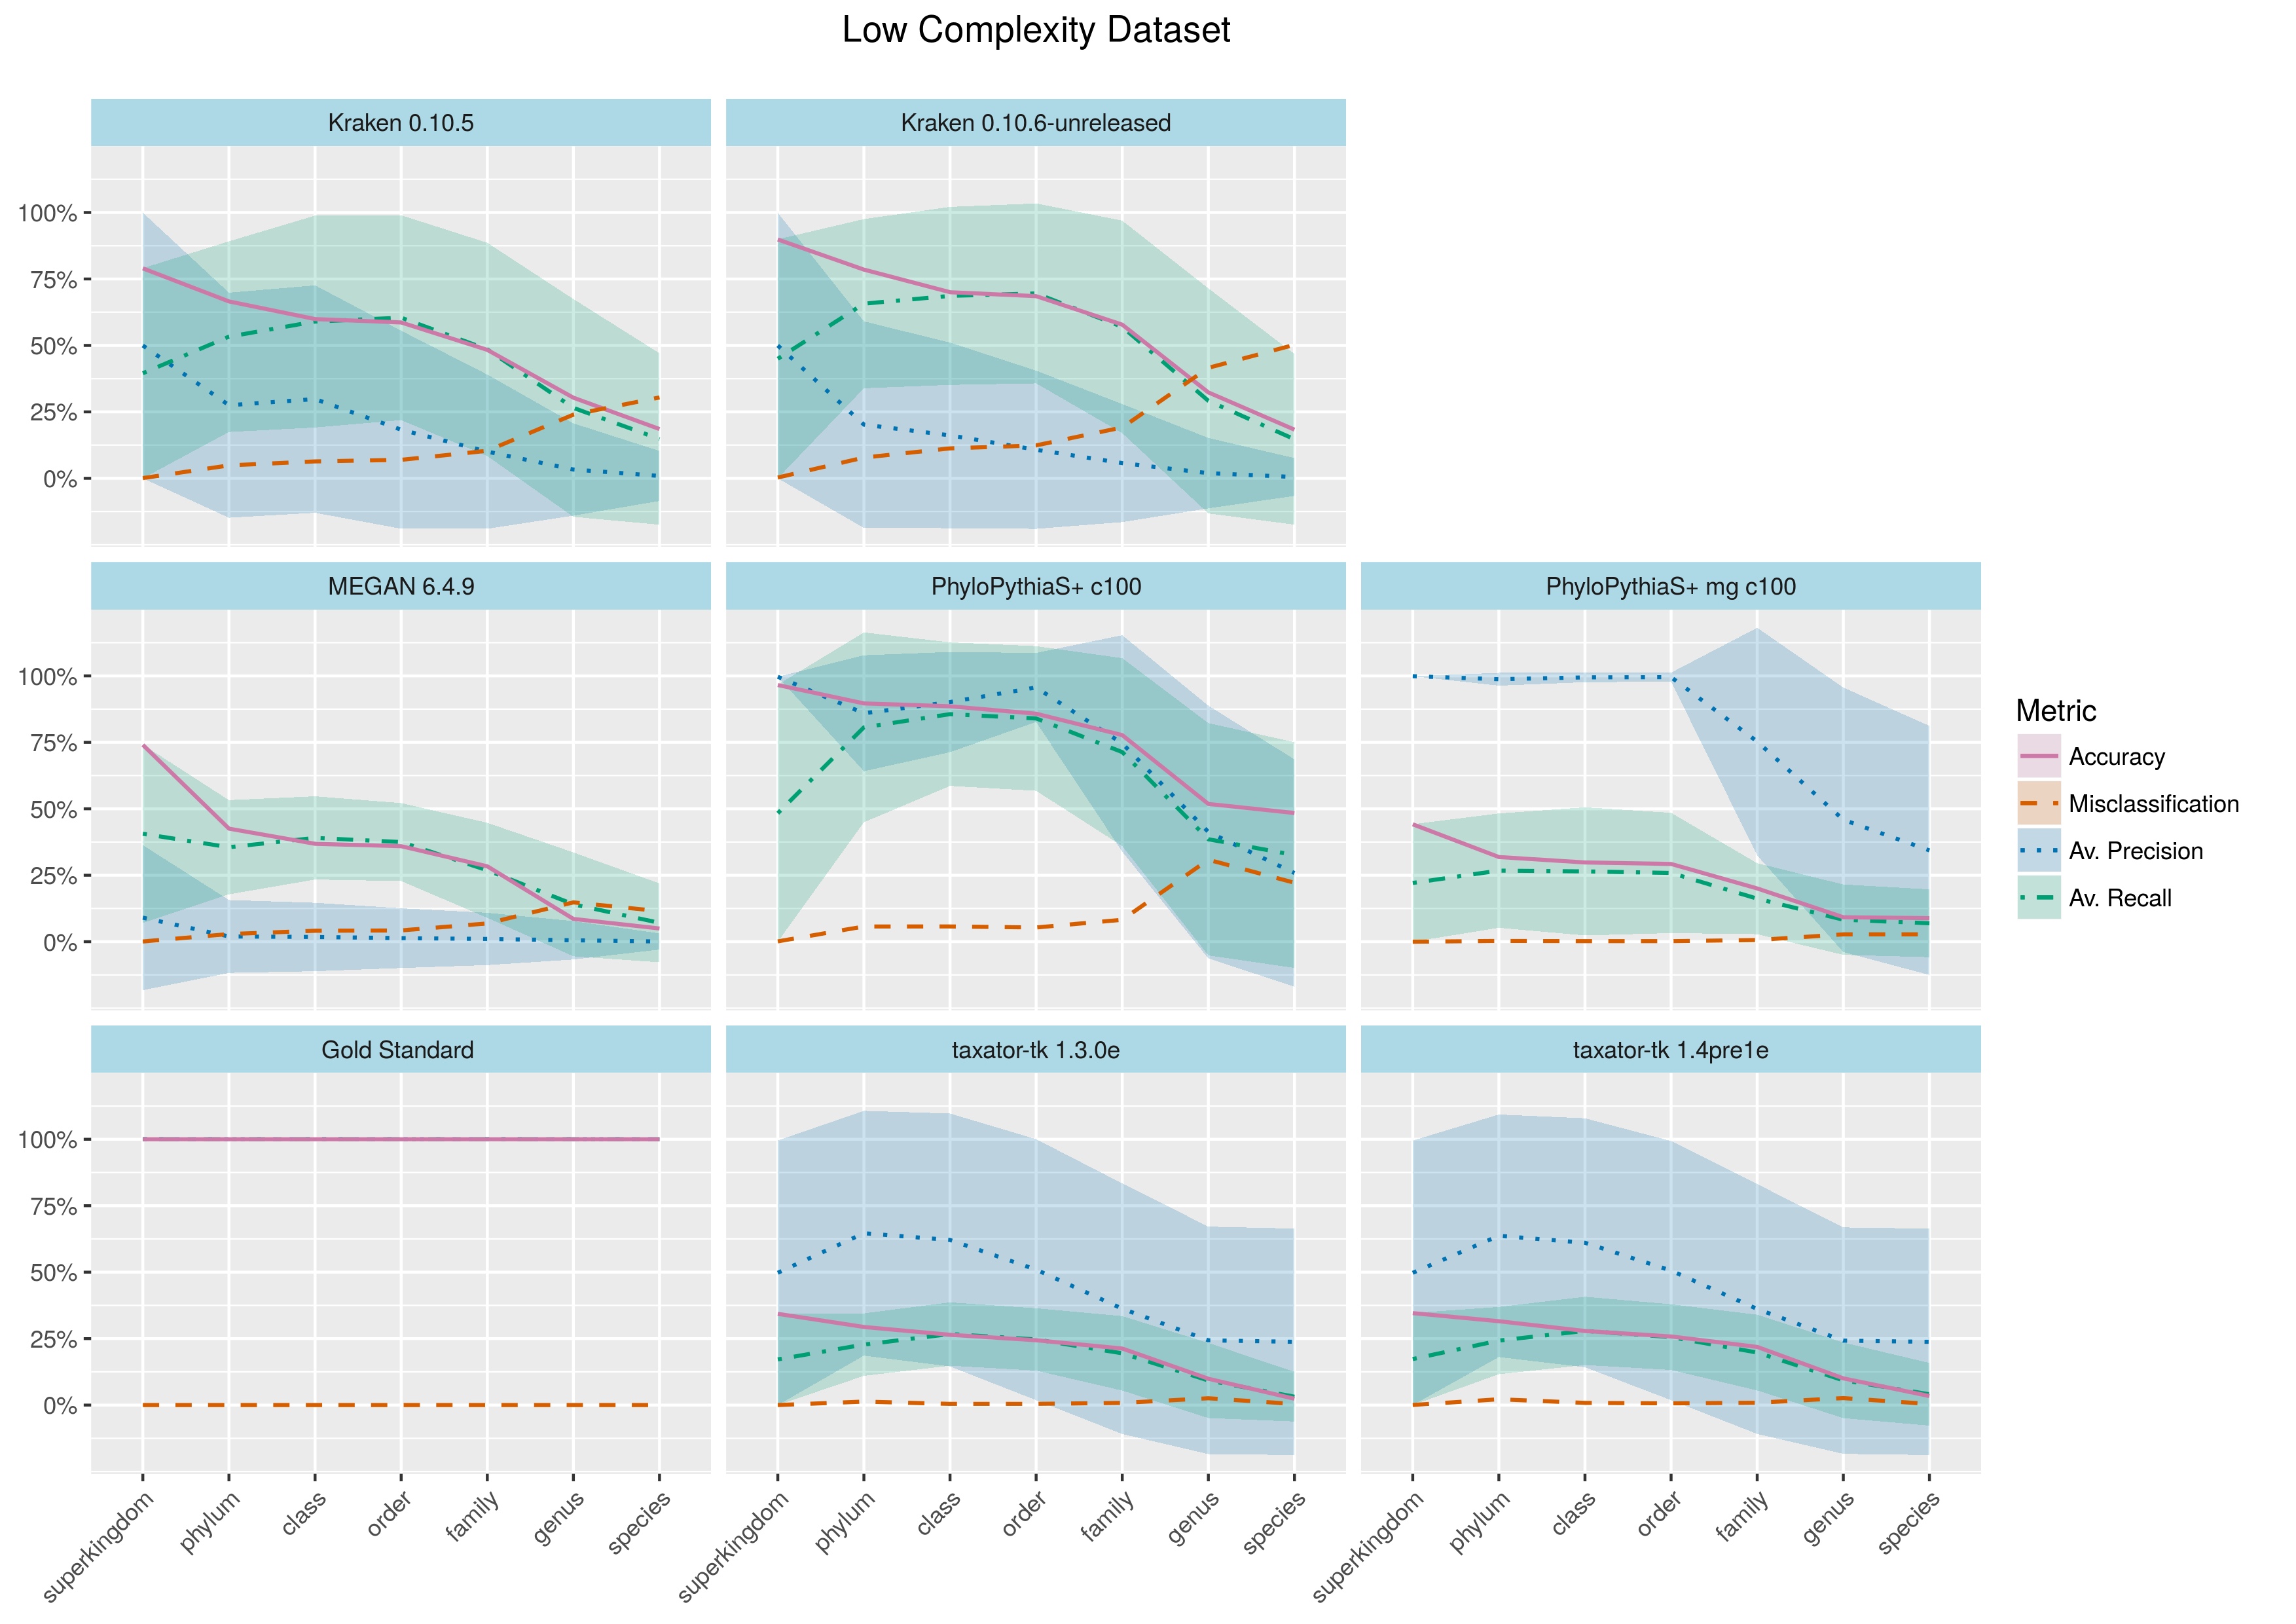 Low Complexity Dataset
Kraken 0.10.5
Kraken 0.10.6-unreleased
100%
75%
50%
25%
0%
MEGAN 6.4.9
PhyloPythiaS+ c100
PhyloPythiaS+ mg c100
100%
75%
50%
25%
0%
Metric
Accuracy
Misclassification
Av. Precision
Av. Recall
Gold Standard
taxator-tk 1.3.0e
taxator-tk 1.4pre1e
100%
75%
50%
25%
0%
superkingdom
phylum
class
order
family
genus
species
superkingdom
phylum
class
order
family
genus
species
superkingdom
phylum
class
order
family
genus
species